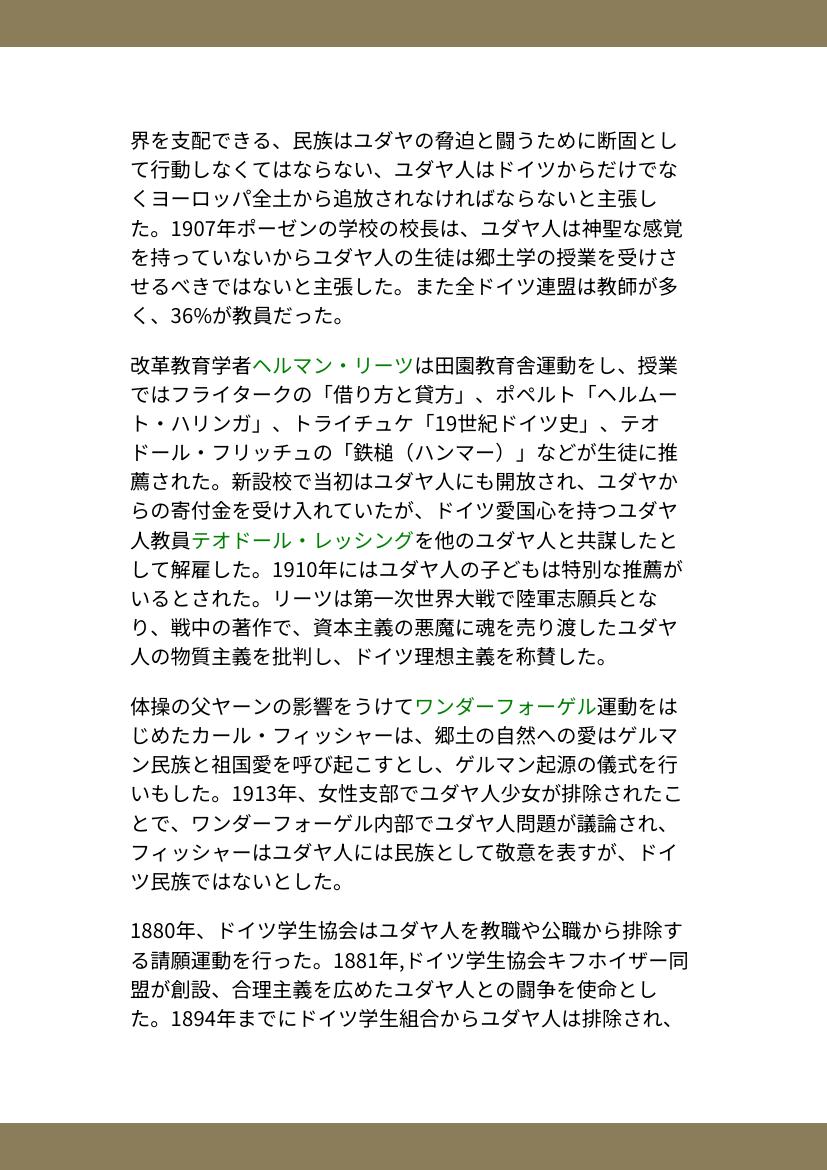 界を支配できる、民族はユダヤの脅迫と闘うために断固とし
て行動しなくてはならない、ユダヤ人はドイツからだけでな
くヨーロッパ全土から追放されなければならないと主張し
た。1907年ポーゼンの学校の校長は、ユダヤ人は神聖な感覚
を持っていないからユダヤ人の生徒は郷土学の授業を受けさ
せるべきではないと主張した。また全ドイツ連盟は教師が多
く、36%が教員だった。
改革教育学者ヘルマン・リーツは田園教育舎運動をし、授業
ではフライタークの「借り方と貸方」、ポペルト「ヘルムー
ト・ハリンガ」、トライチュケ「19世紀ドイツ史」、テオ
ドール・フリッチュの「鉄槌（ハンマー）」などが生徒に推
薦された。新設校で当初はユダヤ人にも開放され、ユダヤか
らの寄付金を受け入れていたが、ドイツ愛国心を持つユダヤ
人教員テオドール・レッシングを他のユダヤ人と共謀したと
して解雇した。1910年にはユダヤ人の子どもは特別な推薦が
いるとされた。リーツは第一次世界大戦で陸軍志願兵とな
り、戦中の著作で、資本主義の悪魔に魂を売り渡したユダヤ
人の物質主義を批判し、ドイツ理想主義を称賛した。
体操の父ヤーンの影響をうけてワンダーフォーゲル運動をは
じめたカール・フィッシャーは、郷土の自然への愛はゲルマ
ン民族と祖国愛を呼び起こすとし、ゲルマン起源の儀式を行
いもした。1913年、女性支部でユダヤ人少女が排除されたこ
とで、ワンダーフォーゲル内部でユダヤ人問題が議論され、
フィッシャーはユダヤ人には民族として敬意を表すが、ドイ
ツ民族ではないとした。
1880年、ドイツ学生協会はユダヤ人を教職や公職から排除す
る請願運動を行った。1881年,ドイツ学生協会キフホイザー同
盟が創設、合理主義を広めたユダヤ人との闘争を使命とし
た。1894年までにドイツ学生組合からユダヤ人は排除され、